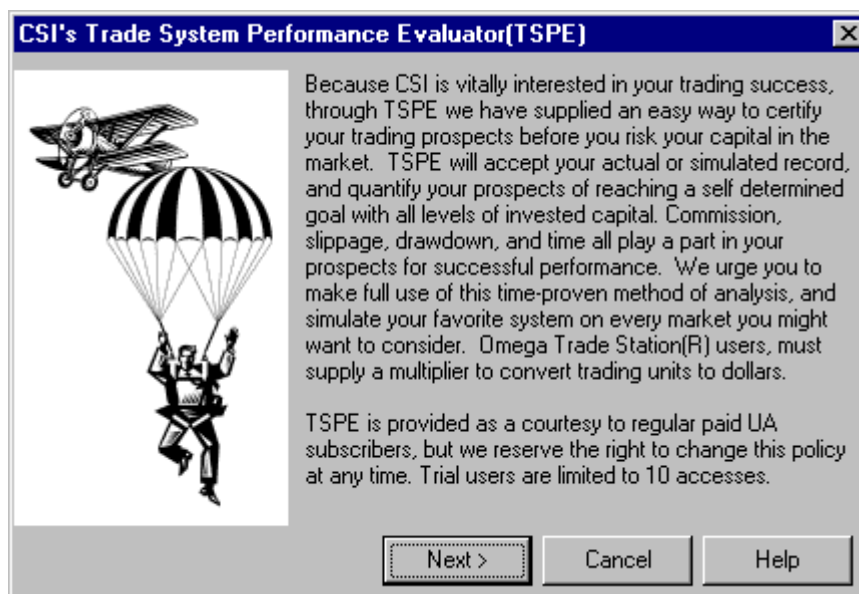 CSI's Trade System Performance Evaluator(TSPE)
Because CSI is vitally interested in your trading success,
through TSPE we have supplied an easy way to certify
your trading prospects before you risk your capital in the
market.  TSPE will accept your actual or simulated record,
and quantify your prospects of reaching a self determined
goal with all levels of invested capital. Commission,
slippage, drawdown, and time all play a part in your
prospects for successful performance.  We urge you to
make full use of this time-proven method of analysis, and
simulate your favorite system on every market you might
want to consider.  Omega Trade Station(R) users, must
supply a multiplier to convert trading units to dollars.
TSPE is provided as a courtesy to regular paid UA
subscribers, but we reserve the right to change this policy
at any time. Trial users are limited to 10 accesses.
Next >
Cancel
Help